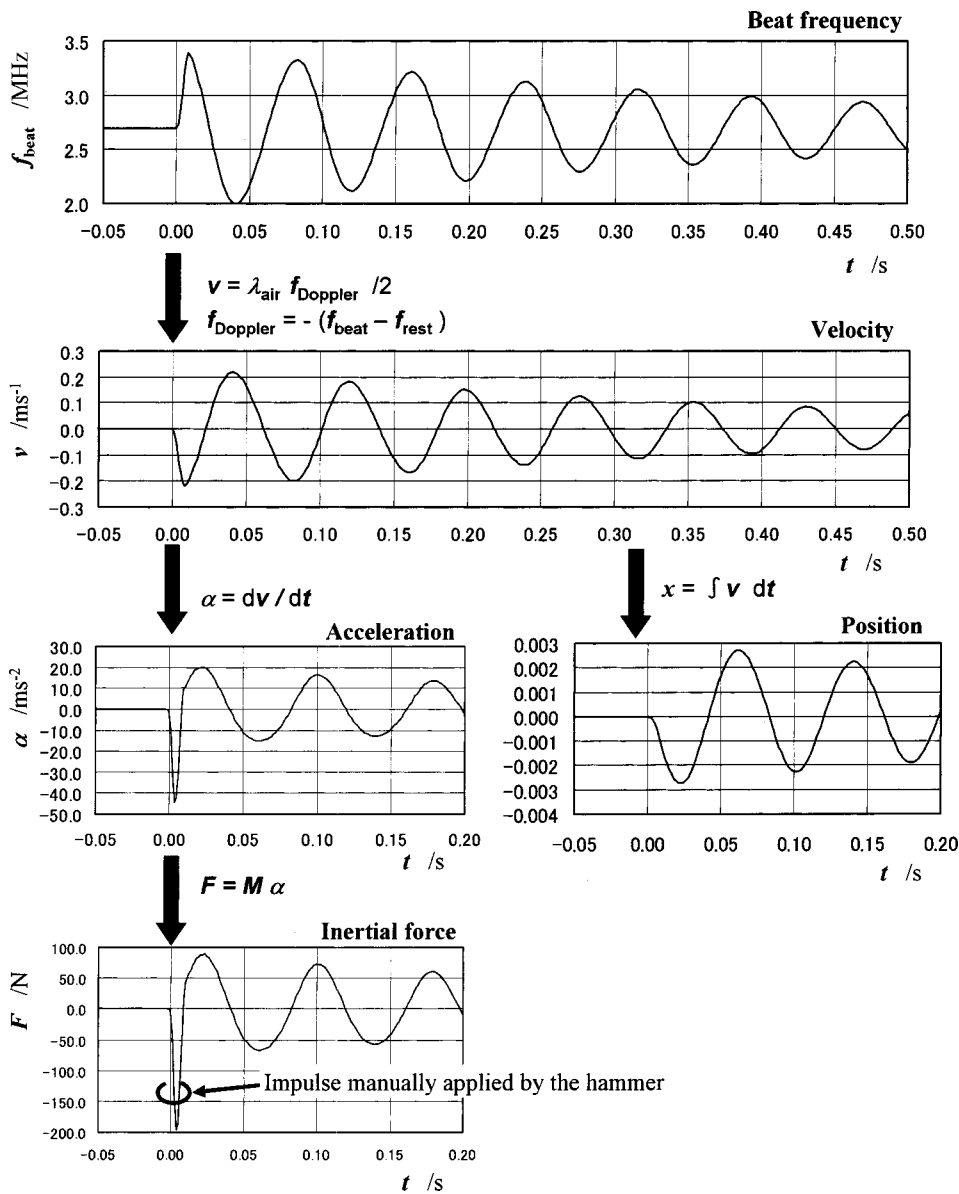 Beat frequency
f_beat /MHz
3.5
3.0
2.5
2.0
−0.05 0.00 0.05 0.10 0.15 0.20 0.25 0.30 0.35 0.40 0.45 0.50
t /s
v = λ_air f_Doppler /2
f_Doppler = - (f_beat – f_rest )
Velocity
v /ms⁻¹
0.3
0.2
0.1
0.0
−0.1
−0.2
−0.3
−0.05 0.00 0.05 0.10 0.15 0.20 0.25 0.30 0.35 0.40 0.45 0.50
t /s
α = dv / dt
x = ∫ v dt
Acceleration
α /ms⁻²
30.0
20.0
10.0
0.0
−10.0
−20.0
−30.0
−40.0
−50.0
−0.05 0.00 0.05 0.10 0.15 0.20
t /s
Position
0.003
0.002
0.001
0.000
−0.001
−0.002
−0.003
−0.004
−0.05 0.00 0.05 0.10 0.15 0.20
t /s
F = M α
Inertial force
F /N
100.0
50.0
0.0
−50.0
−100.0
−150.0
−200.0
Impulse manually applied by the hammer
−0.05 0.00 0.05 0.10 0.15 0.20
t /s